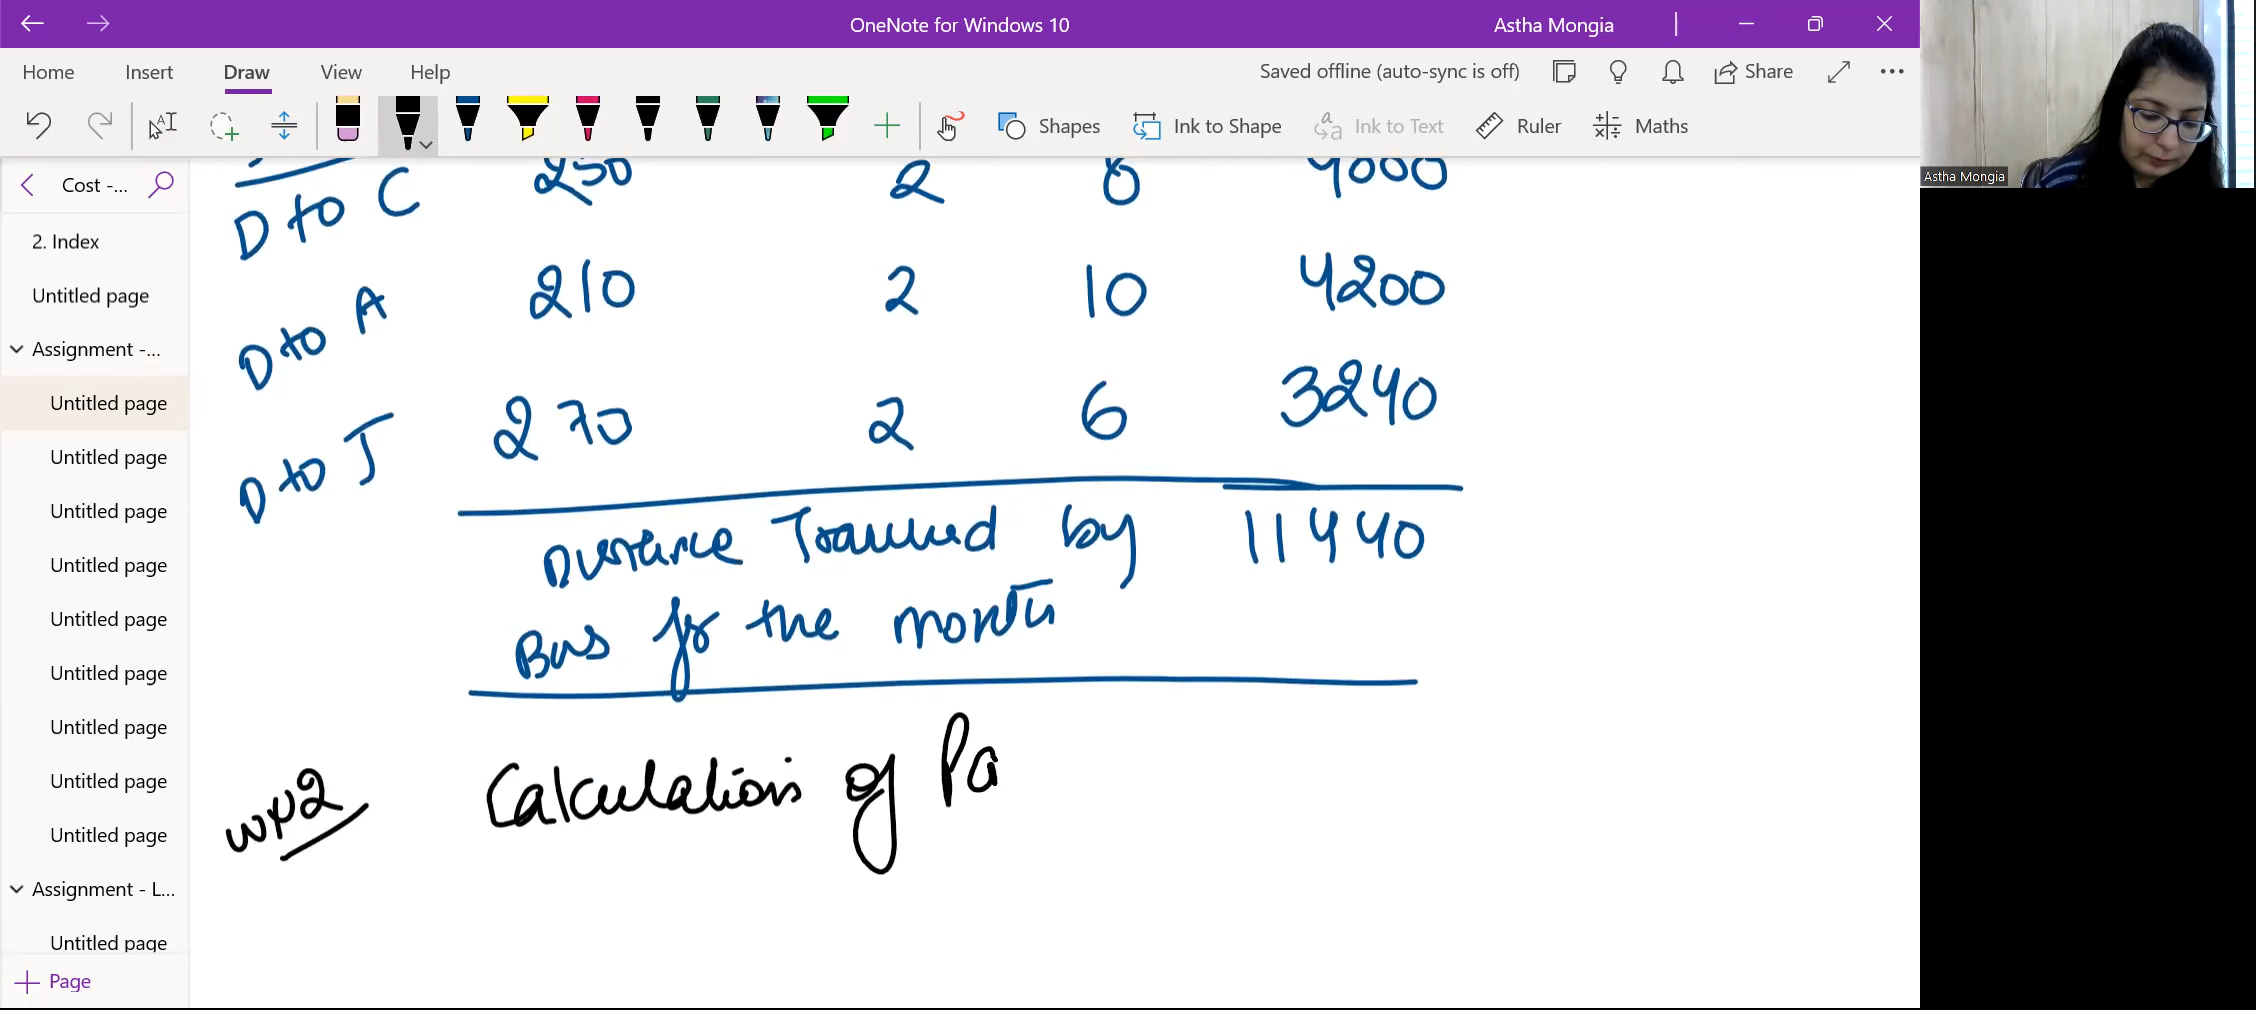 OneNote for Windows 10
Astha Mongia
Home Insert Draw View Help
Saved offline (auto-sync is off)
Share
Shapes
Ink to Shape
Ink to Text
Ruler
Maths
Astha Mongia
Cost -...
2. Index
Untitled page
Assignment -...
Untitled page
Untitled page
Untitled page
Untitled page
Untitled page
Untitled page
Untitled page
Untitled page
Untitled page
Assignment - L...
Untitled page
Page
D to C 250 2 8 4000
D to A 210 2 10 4200
D to J 270 2 6 3240
Distance Travelled by 11440
Bus for the month
WN2 Calculation of Pa